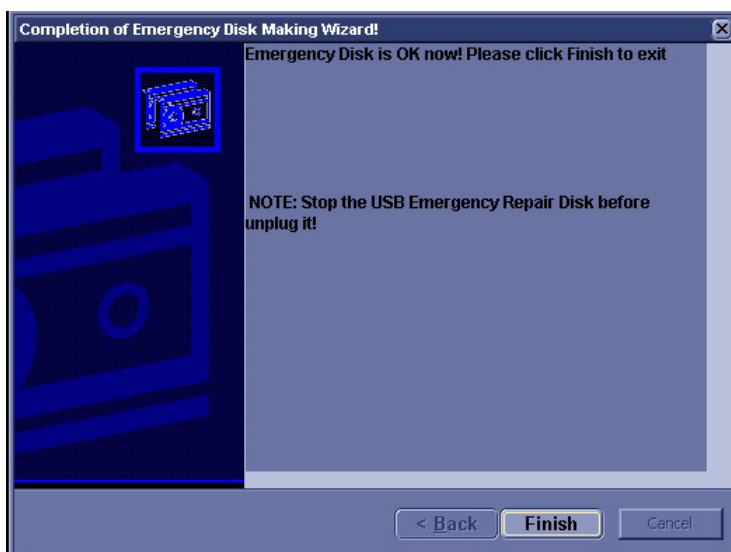 Completion of Emergency Disk Making Wizard!
Emergency Disk is OK now! Please click Finish to exit
NOTE: Stop the USB Emergency Repair Disk before
unplug it!
< Back Finish Cancel